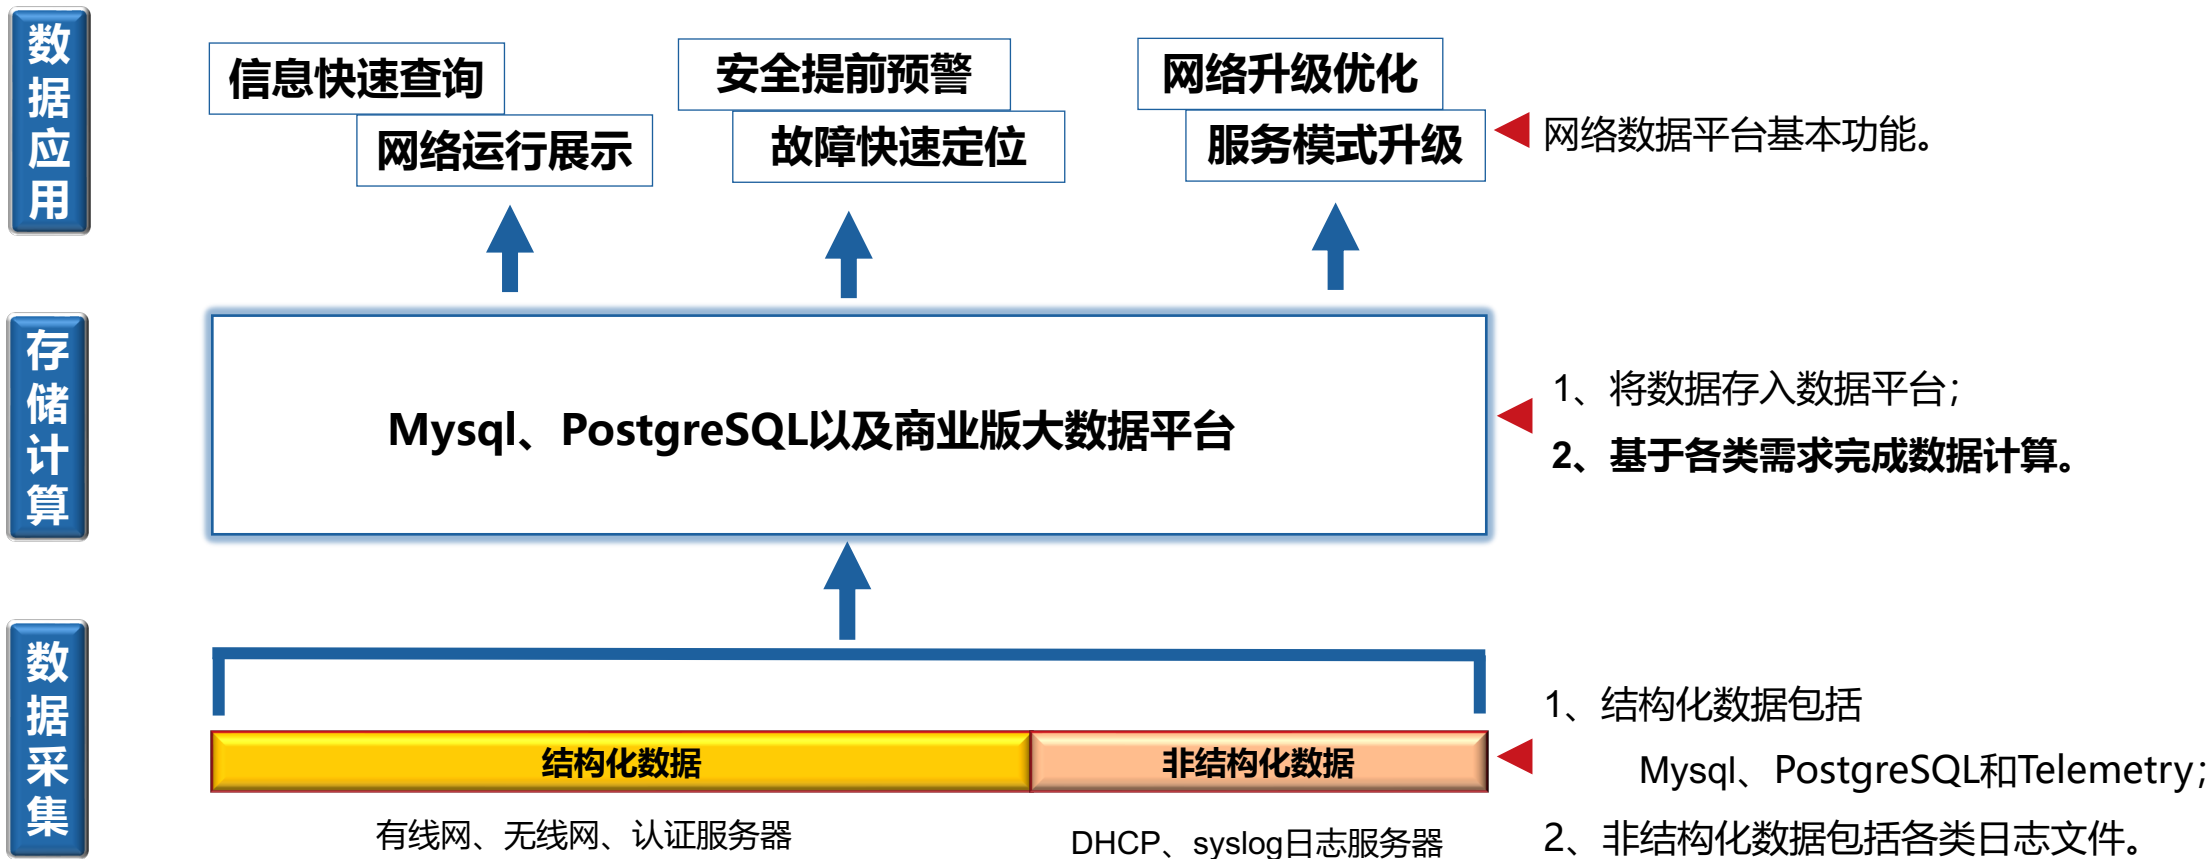 数据应用
信息快速查询
网络运行展示
安全提前预警
故障快速定位
网络升级优化
服务模式升级
网络数据平台基本功能。
存储计算
Mysql、PostgreSQL以及商业版大数据平台
1、将数据存入数据平台；
2、基于各类需求完成数据计算。
数据采集
结构化数据
非结构化数据
有线网、无线网、认证服务器
DHCP、syslog日志服务器
1、结构化数据包括
Mysql、PostgreSQL和Telemetry；
2、非结构化数据包括各类日志文件。